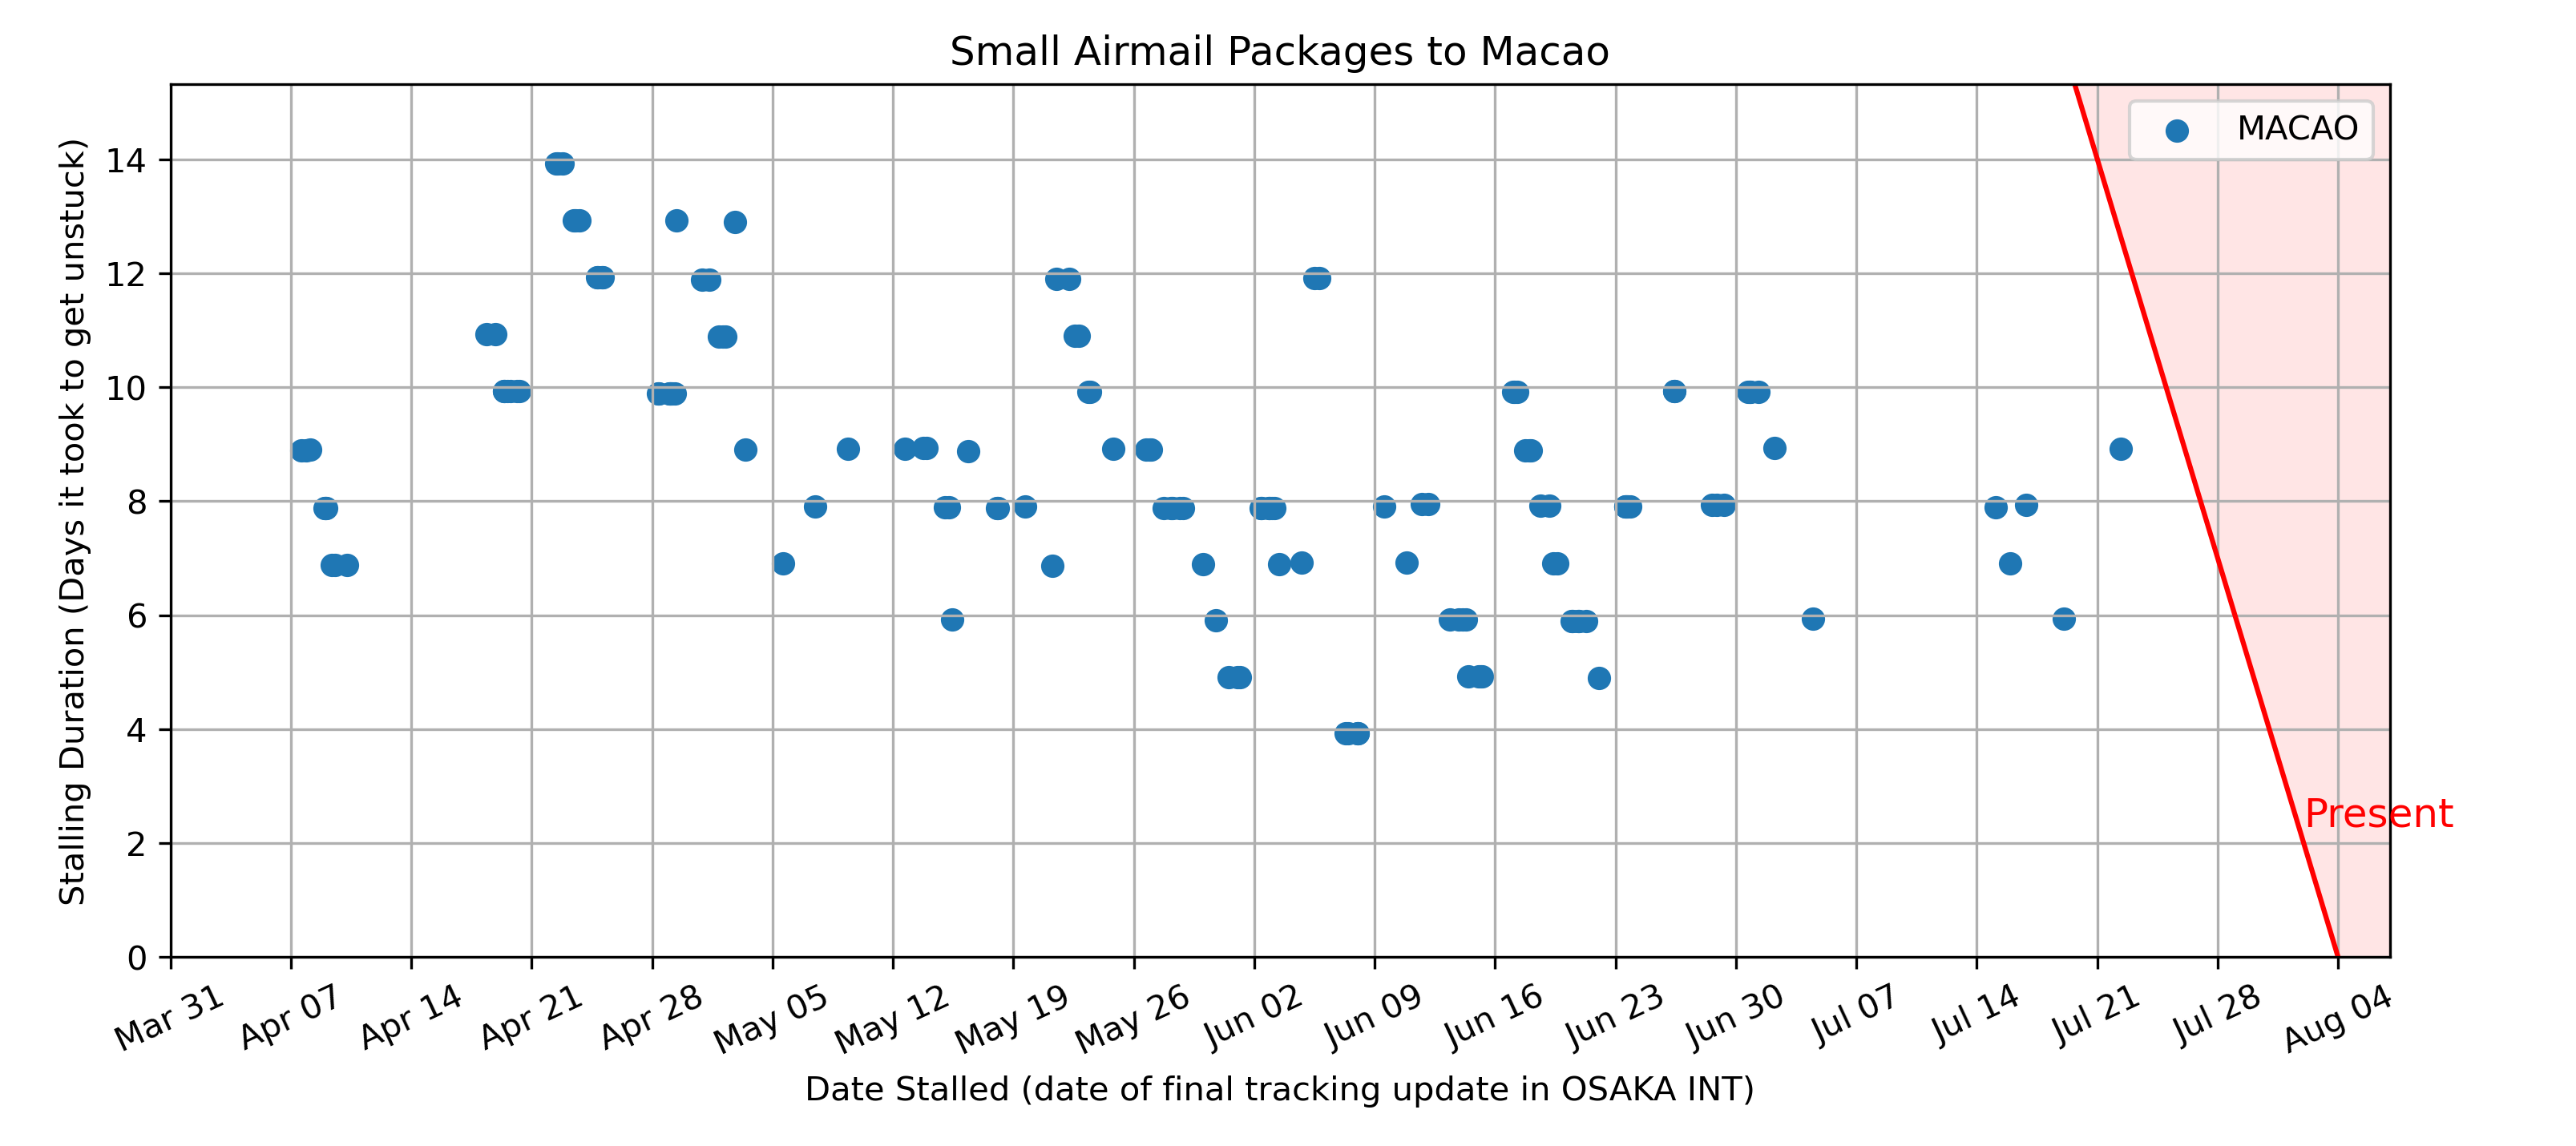 Small Airmail Packages to Macao
MACAO
Present
Stalling Duration (Days it took to get unstuck)
14
12
10
8
6
4
2
0
Mar 31
Apr 07
Apr 14
Apr 21
Apr 28
May 05
May 12
May 19
May 26
Jun 02
Jun 09
Jun 16
Jun 23
Jun 30
Jul 07
Jul 14
Jul 21
Jul 28
Aug 04
Date Stalled (date of final tracking update in OSAKA INT)